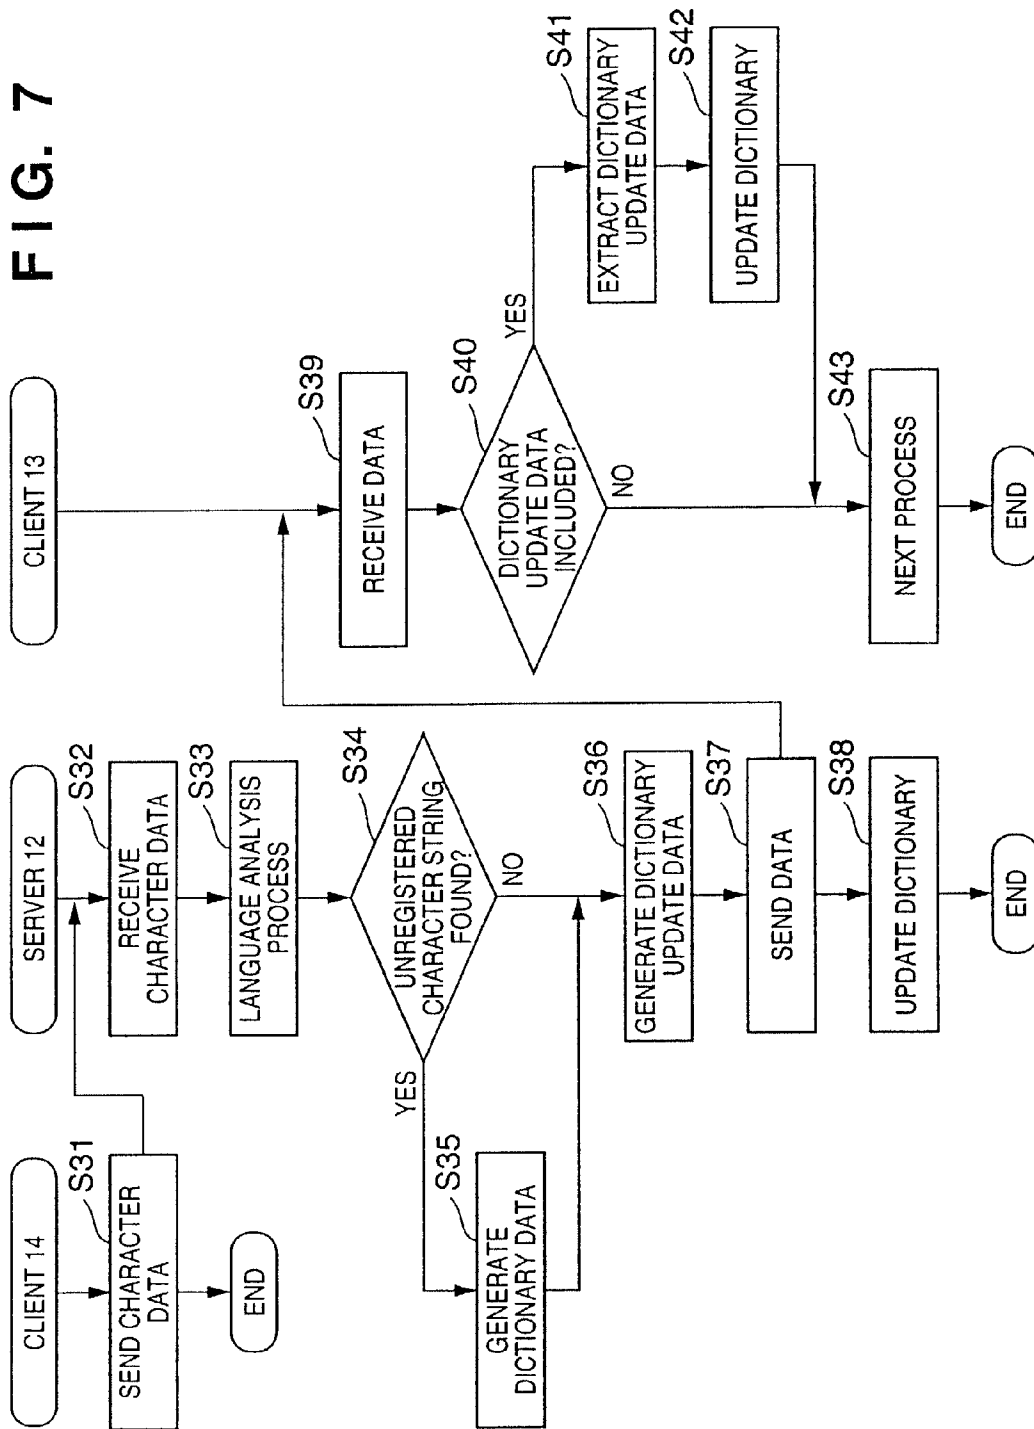 FIG. 7
CLIENT 14
S31
SEND CHARACTER
DATA
END
SERVER 12
S32
RECEIVE
CHARACTER DATA
S33
LANGUAGE ANALYSIS
PROCESS
S34
UNREGISTERED
CHARACTER STRING
FOUND?
YES
NO
S35
GENERATE
DICTIONARY DATA
S36
GENERATE DICTIONARY
UPDATE DATA
S37
SEND DATA
S38
UPDATE DICTIONARY
END
CLIENT 13
S39
RECEIVE DATA
S40
DICTIONARY
UPDATE DATA
INCLUDED?
YES
NO
S41
EXTRACT DICTIONARY
UPDATE DATA
S42
UPDATE DICTIONARY
S43
NEXT PROCESS
END